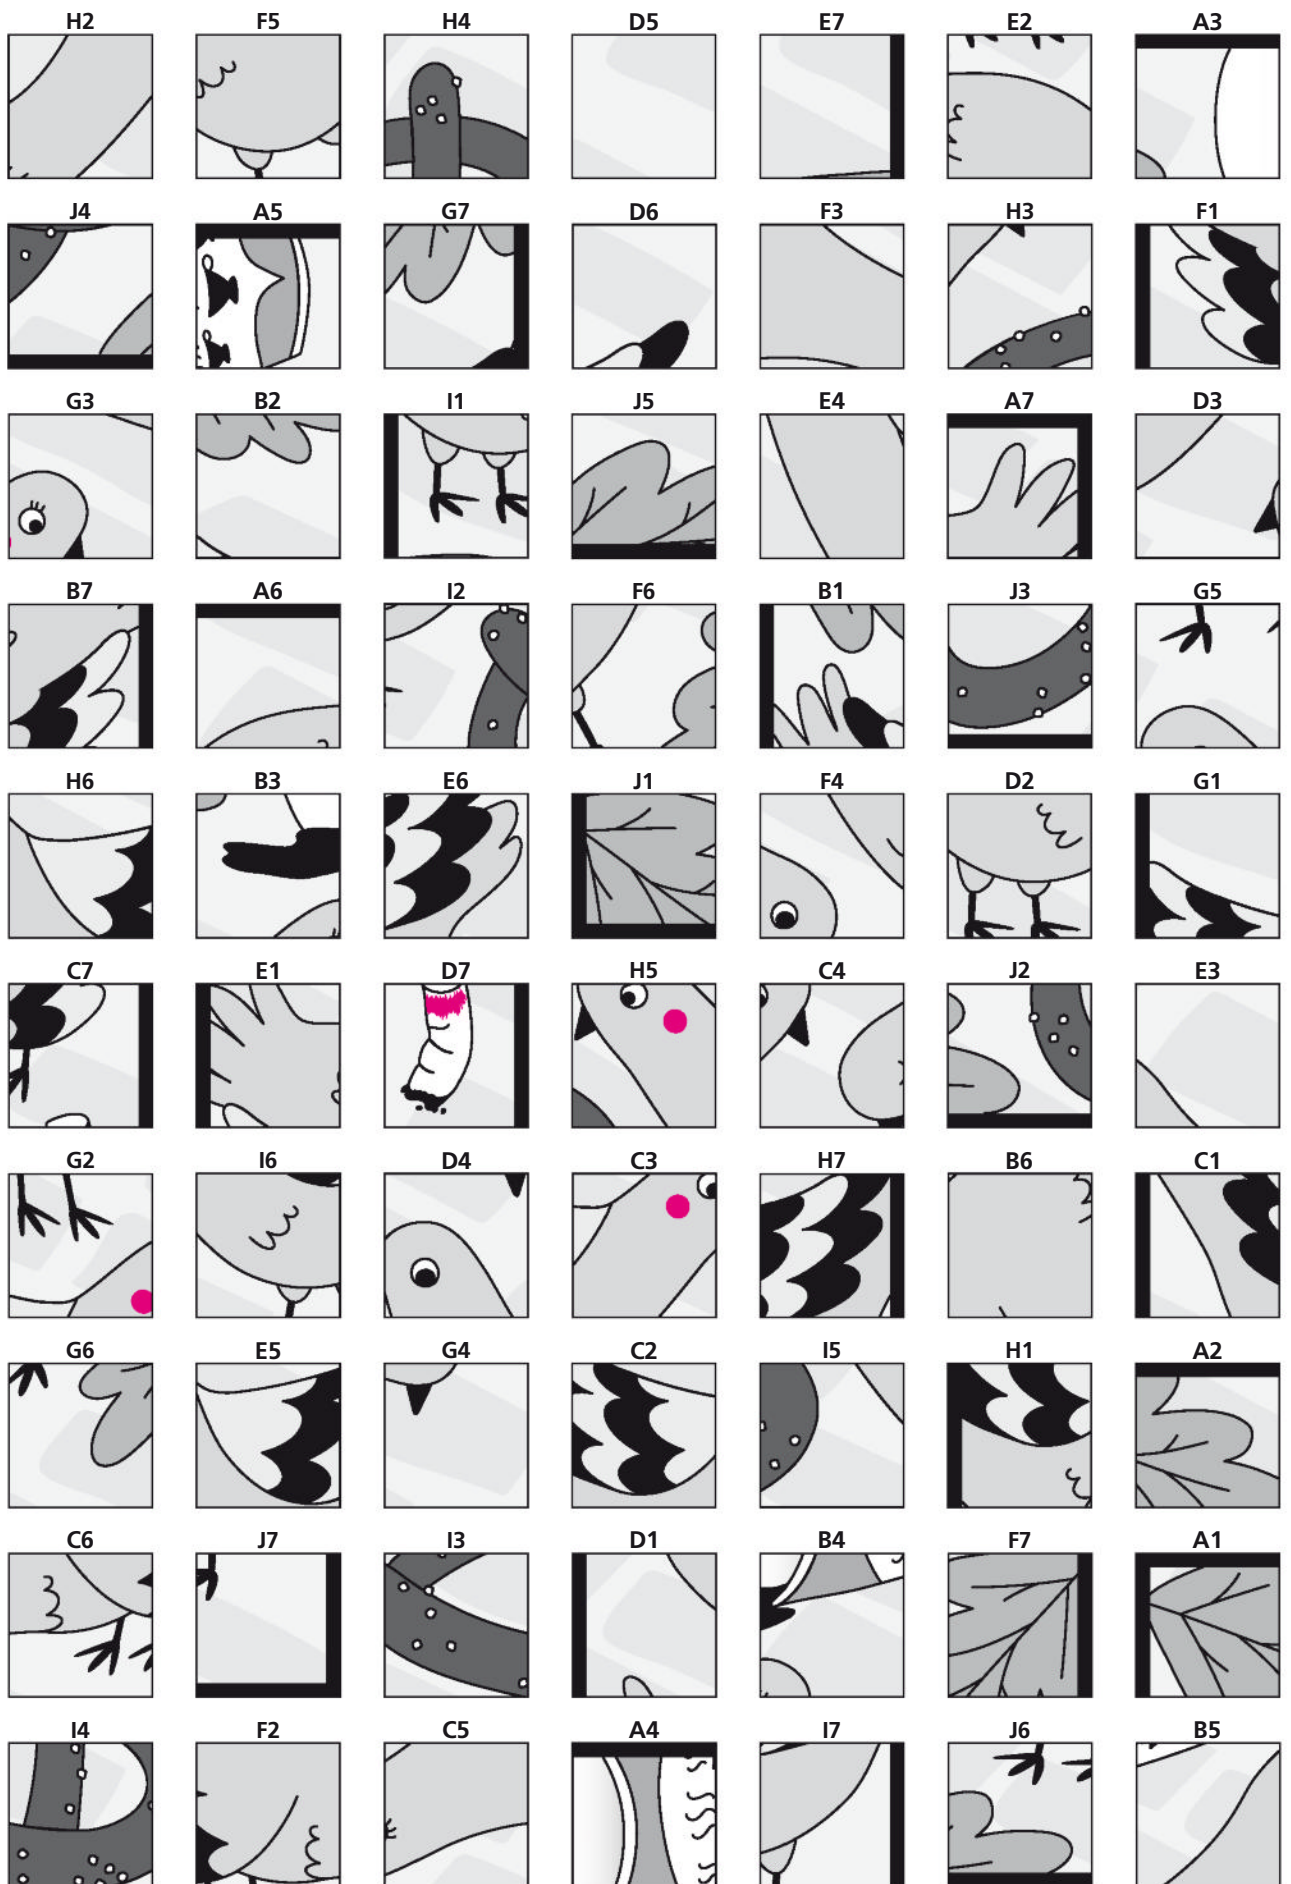 H2 F5 H4 D5 E7 E2 A3
J4 A5 G7 D6 F3 H3 F1
G3 B2 I1 J5 E4 A7 D3
B7 A6 I2 F6 B1 J3 G5
H6 B3 E6 J1 F4 D2 G1
C7 E1 D7 H5 C4 J2 E3
G2 I6 D4 C3 H7 B6 C1
G6 E5 G4 C2 I5 H1 A2
C6 J7 I3 D1 B4 F7 A1
I4 F2 C5 A4 I7 J6 B5